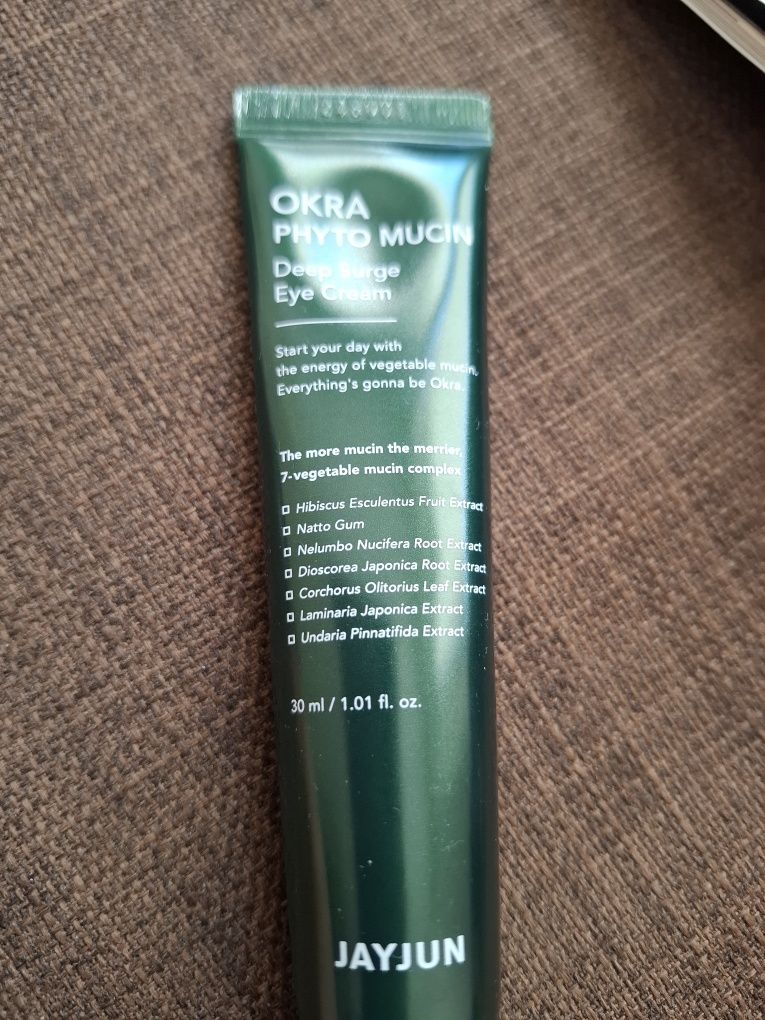 OKRA
PHYTO MUCIN
Deep Surge
Eye Cream
Start your day with
the energy of vegetable mucin.
Everything's gonna be Okra.
The more mucin the merrier,
7-vegetable mucin complex
Hibiscus Esculentus Fruit Extract
Natto Gum
Nelumbo Nucifera Root Extract
Dioscorea Japonica Root Extract
Corchorus Olitorius Leaf Extract
Laminaria Japonica Extract
Undaria Pinnatifida Extract
30 ml / 1.01 fl. oz.
JAYJUN